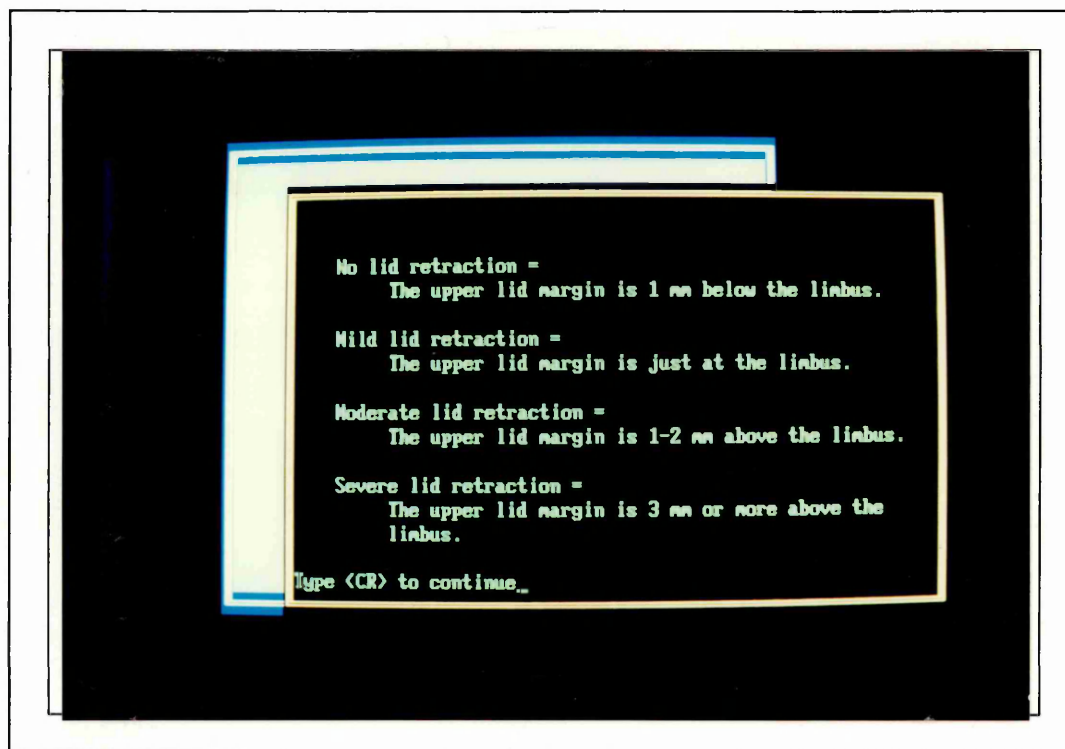 No lid retraction =
The upper lid margin is 1 mm below the limbus.
Mild lid retraction =
The upper lid margin is just at the limbus.
Moderate lid retraction =
The upper lid margin is 1-2 mm above the limbus.
Severe lid retraction =
The upper lid margin is 3 mm or more above the
limbus.
Type <CR> to continue_